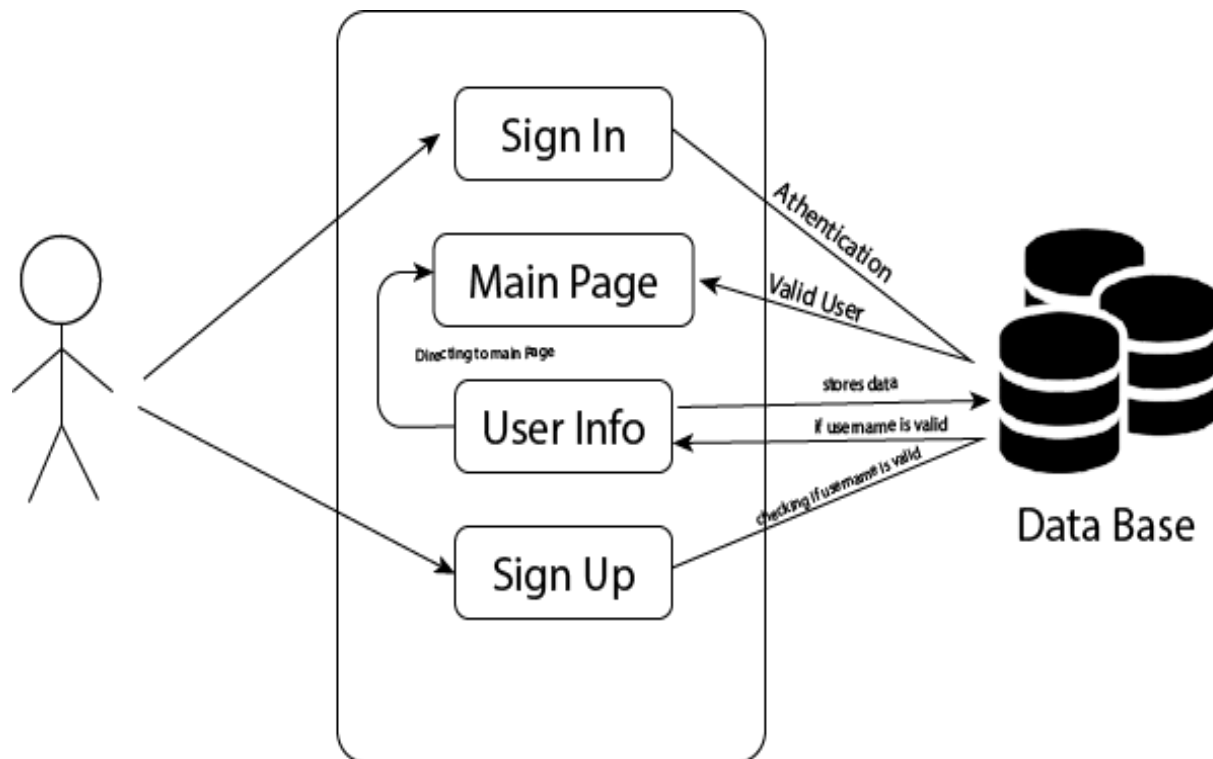 Sign In
Athentication
Main Page
Valid User
Directing to main Page
stores data
User Info
if username is valid
checking if username is valid
Sign Up
Data Base